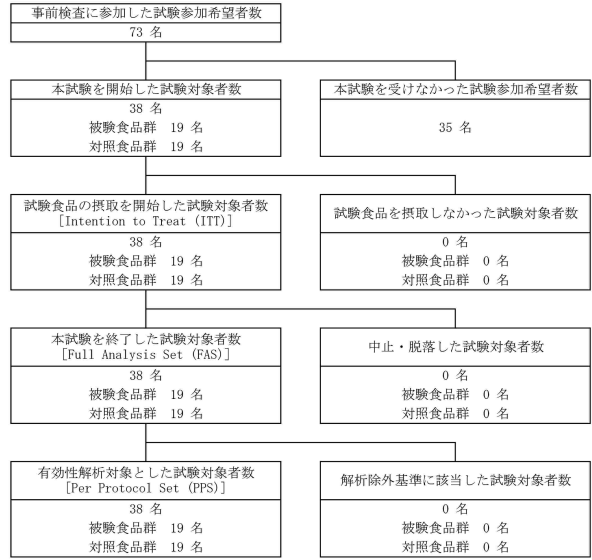 事前検査に参加した試験参加希望者数
73 名
本試験を開始した試験対象者数
38 名
被験食品群 19 名
対照食品群 19 名
本試験を受けなかった試験参加希望者数
35 名
試験食品の摂取を開始した試験対象者数
[Intention to Treat (ITT)]
38 名
被験食品群 19 名
対照食品群 19 名
試験食品を摂取しなかった試験対象者数
0 名
被験食品群 0 名
対照食品群 0 名
本試験を終了した試験対象者数
[Full Analysis Set (FAS)]
38 名
被験食品群 19 名
対照食品群 19 名
中止・脱落した試験対象者数
0 名
被験食品群 0 名
対照食品群 0 名
有効性解析対象とした試験対象者数
[Per Protocol Set (PPS)]
38 名
被験食品群 19 名
対照食品群 19 名
解析除外基準に該当した試験対象者数
0 名
被験食品群 0 名
対照食品群 0 名